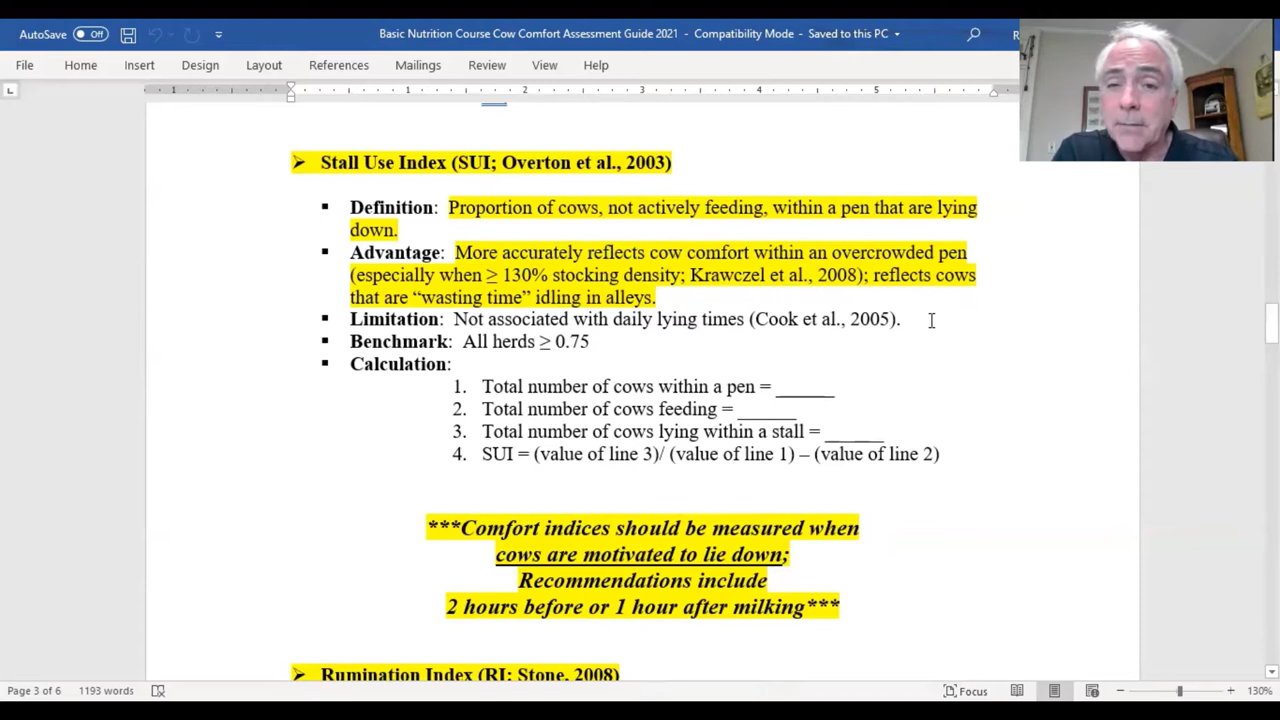 AutoSave Off
Basic Nutrition Course Cow Comfort Assessment Guide 2021 - Compatibility Mode - Saved to this PC
File Home Insert Design Layout References Mailings Review View Help
1 1 2 3 4 5
➢ Stall Use Index (SUI; Overton et al., 2003)
▪ Definition: Proportion of cows, not actively feeding, within a pen that are lying
down.
▪ Advantage: More accurately reflects cow comfort within an overcrowded pen
(especially when ≥ 130% stocking density; Krawczel et al., 2008); reflects cows
that are “wasting time” idling in alleys.
▪ Limitation: Not associated with daily lying times (Cook et al., 2005).
▪ Benchmark: All herds ≥ 0.75
▪ Calculation:
1. Total number of cows within a pen = ______
2. Total number of cows feeding = ______
3. Total number of cows lying within a stall = ______
4. SUI = (value of line 3)/ (value of line 1) – (value of line 2)
***Comfort indices should be measured when
cows are motivated to lie down;
Recommendations include
2 hours before or 1 hour after milking***
➢ Rumination Index (RI; Stone, 2008)
Page 3 of 6 1193 words Focus 130%